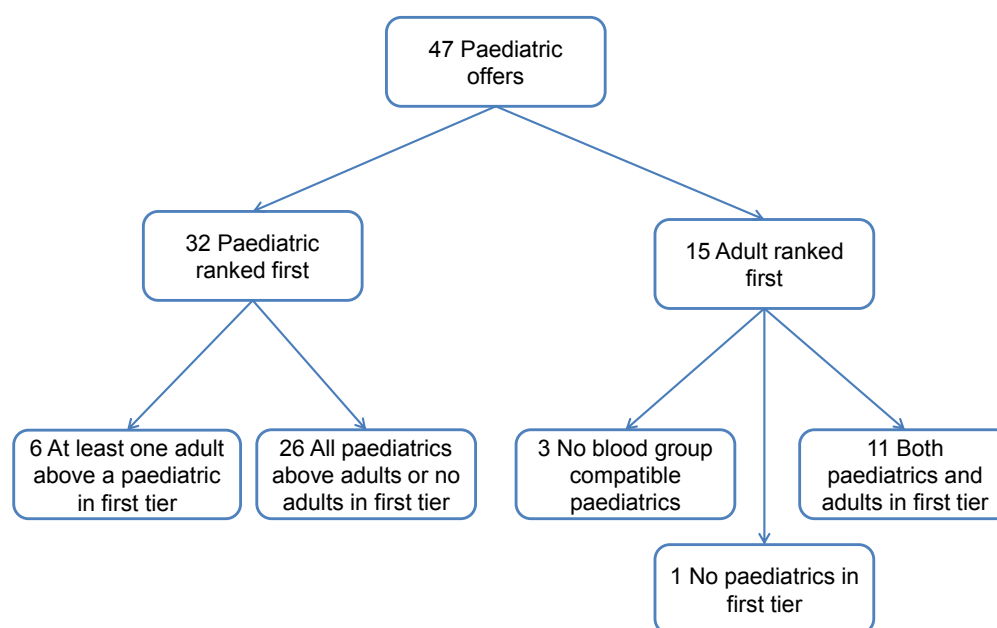 47 Paediatric
offers
32 Paediatric
ranked first
15 Adult ranked
first
6 At least one adult
above a paediatric
in first tier
26 All paediatrics
above adults or no
adults in first tier
3 No blood group
compatible
paediatrics
11 Both
paediatrics and
adults in first tier
1 No paediatrics in
first tier